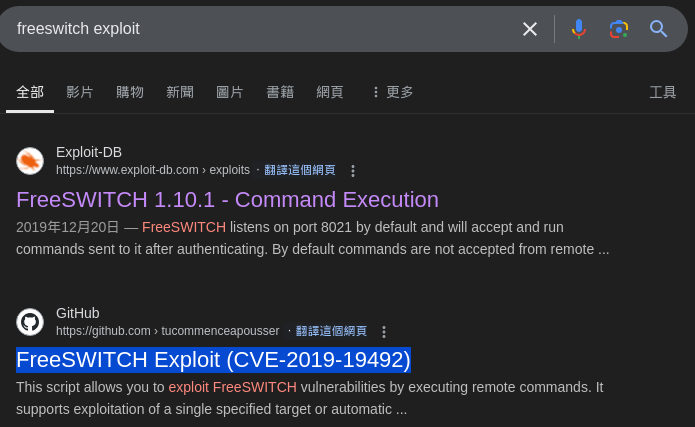 freeswitch exploit
全部 影片 購物 新聞 圖片 書籍 網頁 更多 工具
Exploit-DB
https://www.exploit-db.com › exploits · 翻譯這個網頁
FreeSWITCH 1.10.1 - Command Execution
2019年12月20日 — FreeSWITCH listens on port 8021 by default and will accept and run
commands sent to it after authenticating. By default commands are not accepted from remote ...
GitHub
https://github.com › tucommenceapousser · 翻譯這個網頁
FreeSWITCH Exploit (CVE-2019-19492)
This script allows you to exploit FreeSWITCH vulnerabilities by executing remote commands. It
supports exploitation of a single specified target or automatic ...